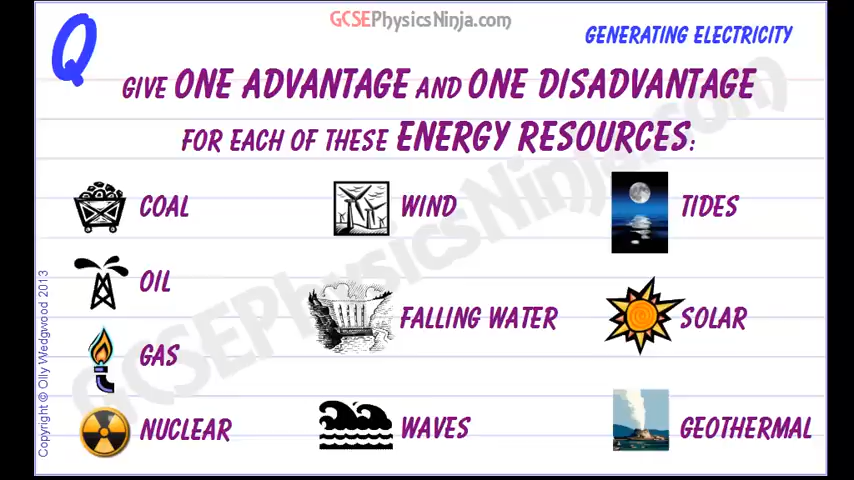 GCSEPhysicsNinja.com
Q
GENERATING ELECTRICITY
GIVE ONE ADVANTAGE AND ONE DISADVANTAGE
FOR EACH OF THESE ENERGY RESOURCES:
COAL
OIL
GAS
NUCLEAR
WIND
FALLING WATER
WAVES
TIDES
SOLAR
GEOTHERMAL
Copyright © Olly Wedgwood 2013
GCSEPhysicsNinja.com